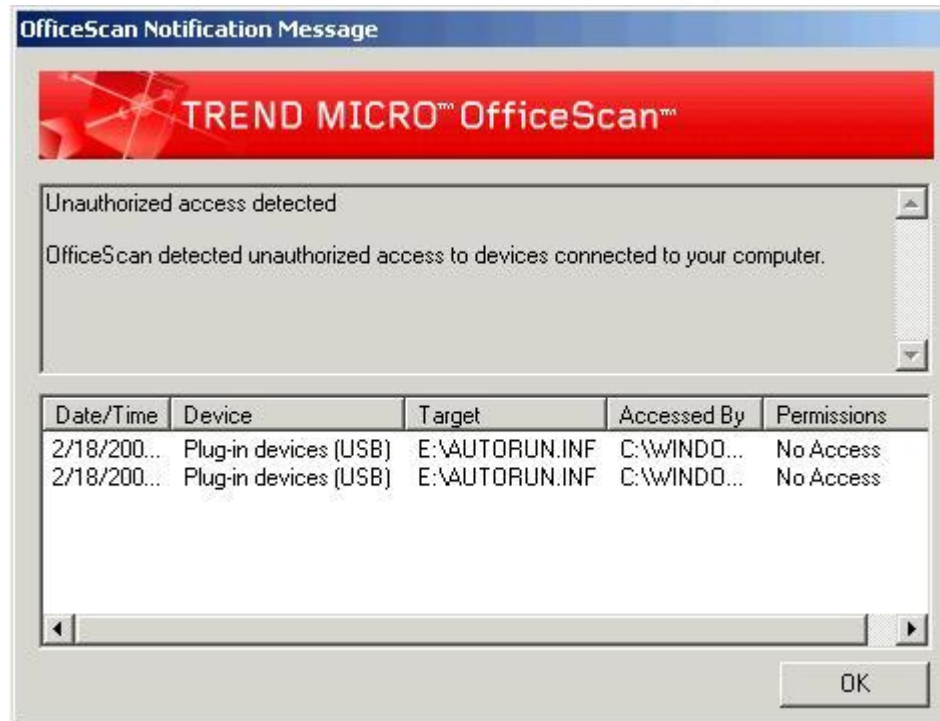 OfficeScan Notification Message
TREND MICRO™ OfficeScan™
Unauthorized access detected
OfficeScan detected unauthorized access to devices connected to your computer.
Date/Time Device Target Accessed By Permissions
2/18/200... Plug-in devices (USB) E:\AUTORUN.INF C:\WINDO... No Access
2/18/200... Plug-in devices (USB) E:\AUTORUN.INF C:\WINDO... No Access
OK